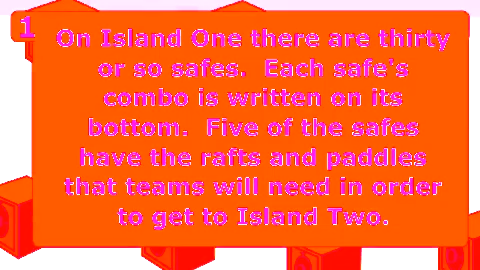 1
On Island One there are thirty
or so safes.  Each safe's
combo is written on its
bottom.  Five of the safes
have the rafts and paddles
that teams will need in order
to get to Island Two.